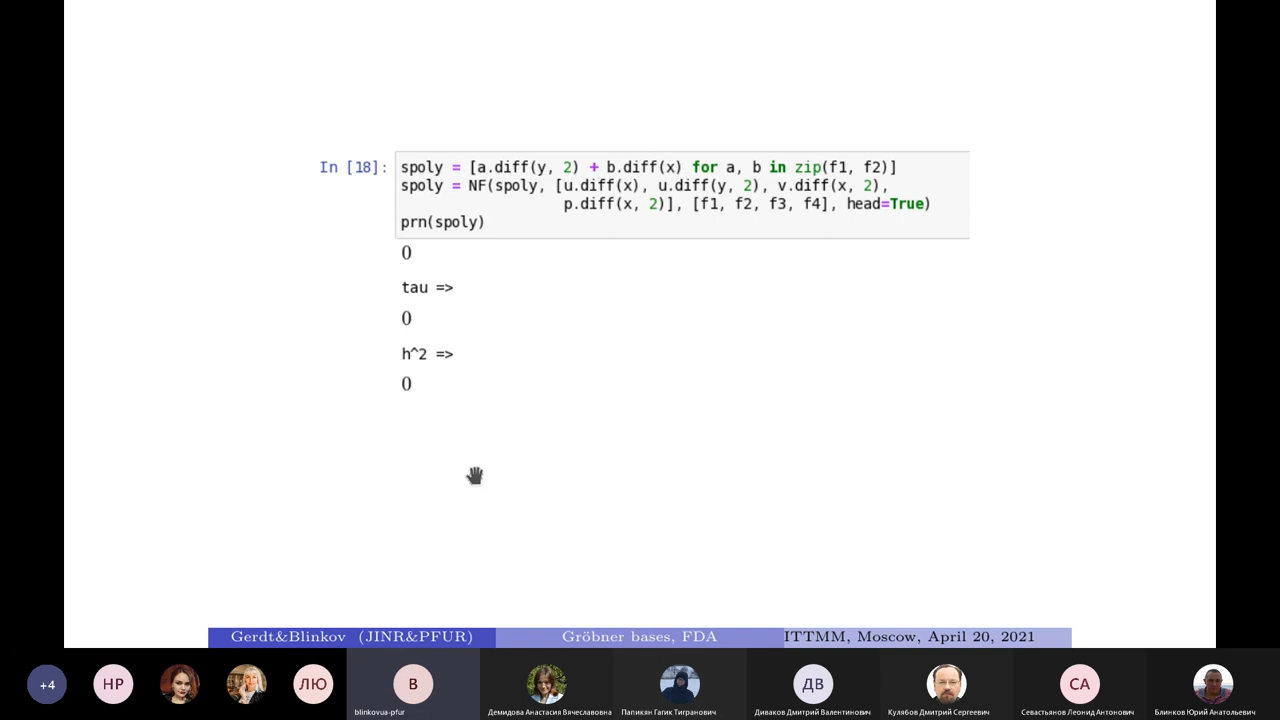 In [18]:
spoly = [a.diff(y, 2) + b.diff(x) for a, b in zip(f1, f2)]
spoly = NF(spoly, [u.diff(x), u.diff(y, 2), v.diff(x, 2),
p.diff(x, 2)], [f1, f2, f3, f4], head=True)
prn(spoly)
0
tau =>
0
h^2 =>
0
Gerdt&Blinkov (JINR&PFUR)
Gröbner bases, FDA
ITTMM, Moscow, April 20, 2021
+4
НР
ЛЮ
B
ДВ
СА
blinkovua-pfur
Демидова Анастасия Вячеславовна
Папикян Гагик Тигранович
Диваков Дмитрий Валентинович
Кулябов Дмитрий Сергеевич
Севастьянов Леонид Антонович
Блинков Юрий Анатольевич